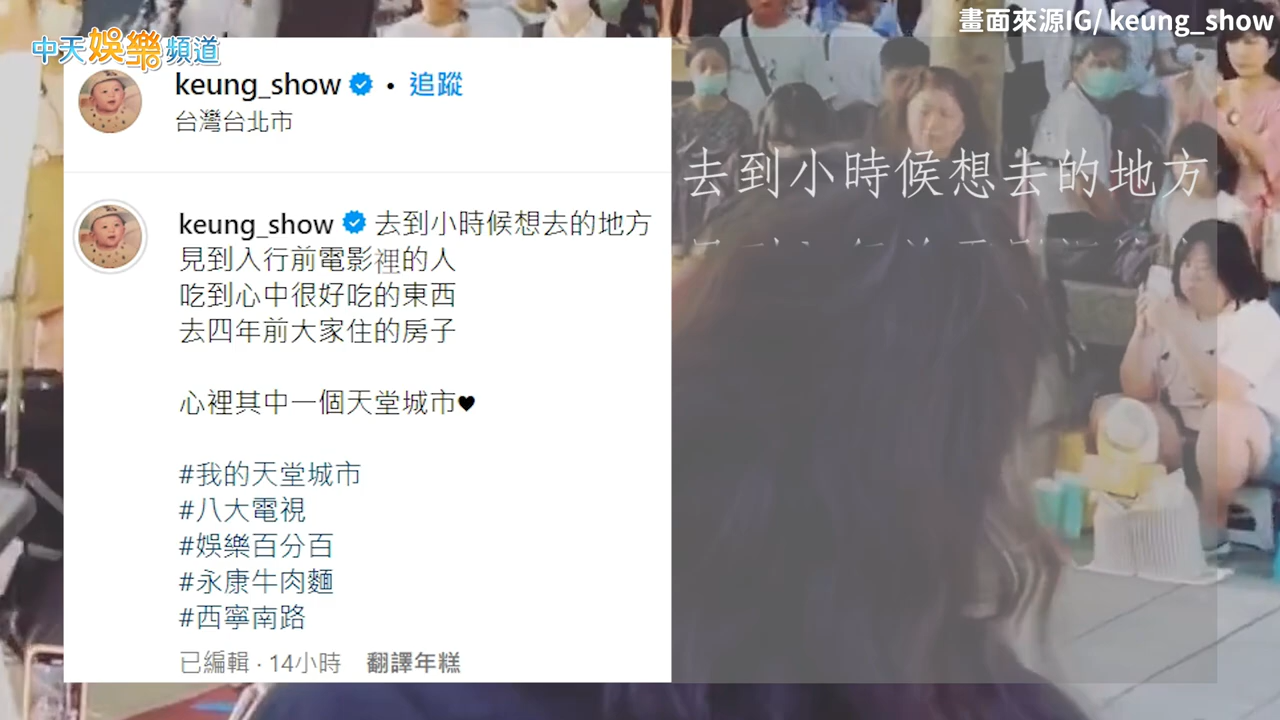 畫面來源IG/ keung_show
中天娛樂頻道
keung_show • 追蹤
台灣台北市
keung_show 去到小時候想去的地方
見到入行前電影裡的人
吃到心中很好吃的東西
去四年前大家住的房子
心裡其中一個天堂城市♥
#我的天堂城市
#八大電視
#娛樂百分百
#永康牛肉麵
#西寧南路
已編輯 · 14小時 翻譯年糕
去到小時候想去的地方